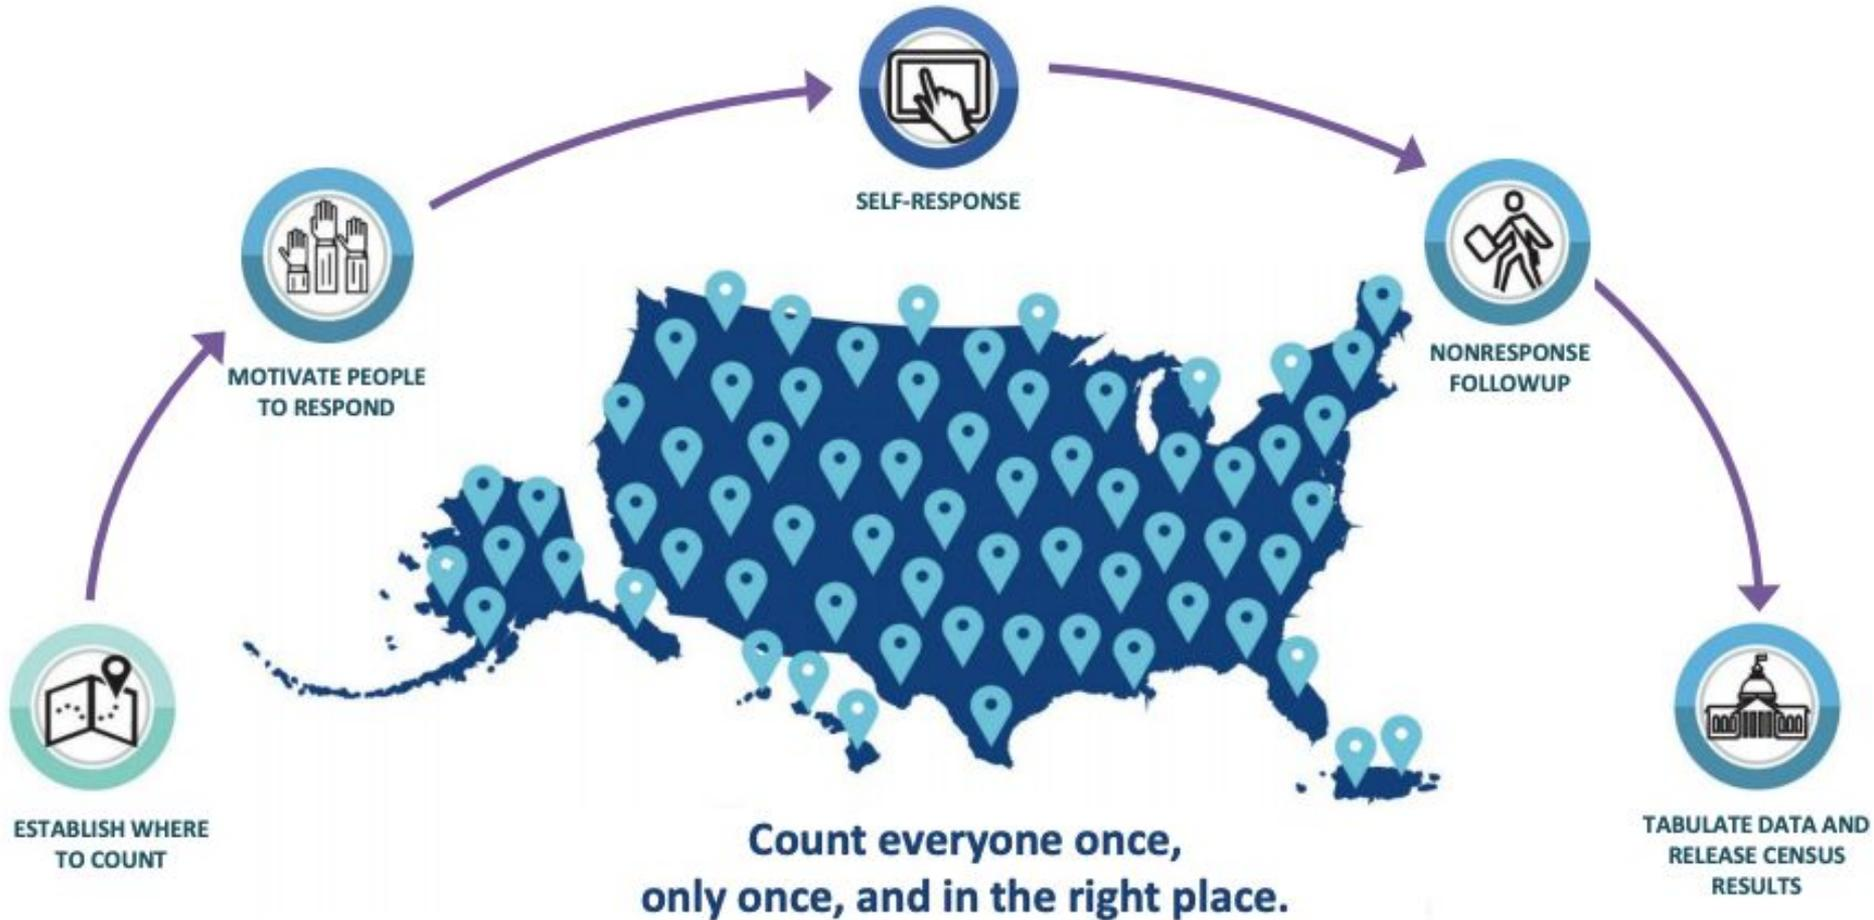 SELF-RESPONSE
MOTIVATE PEOPLE
TO RESPOND
NONRESPONSE
FOLLOWUP
ESTABLISH WHERE
TO COUNT
TABULATE DATA AND
RELEASE CENSUS
RESULTS
Count everyone once,
only once, and in the right place.